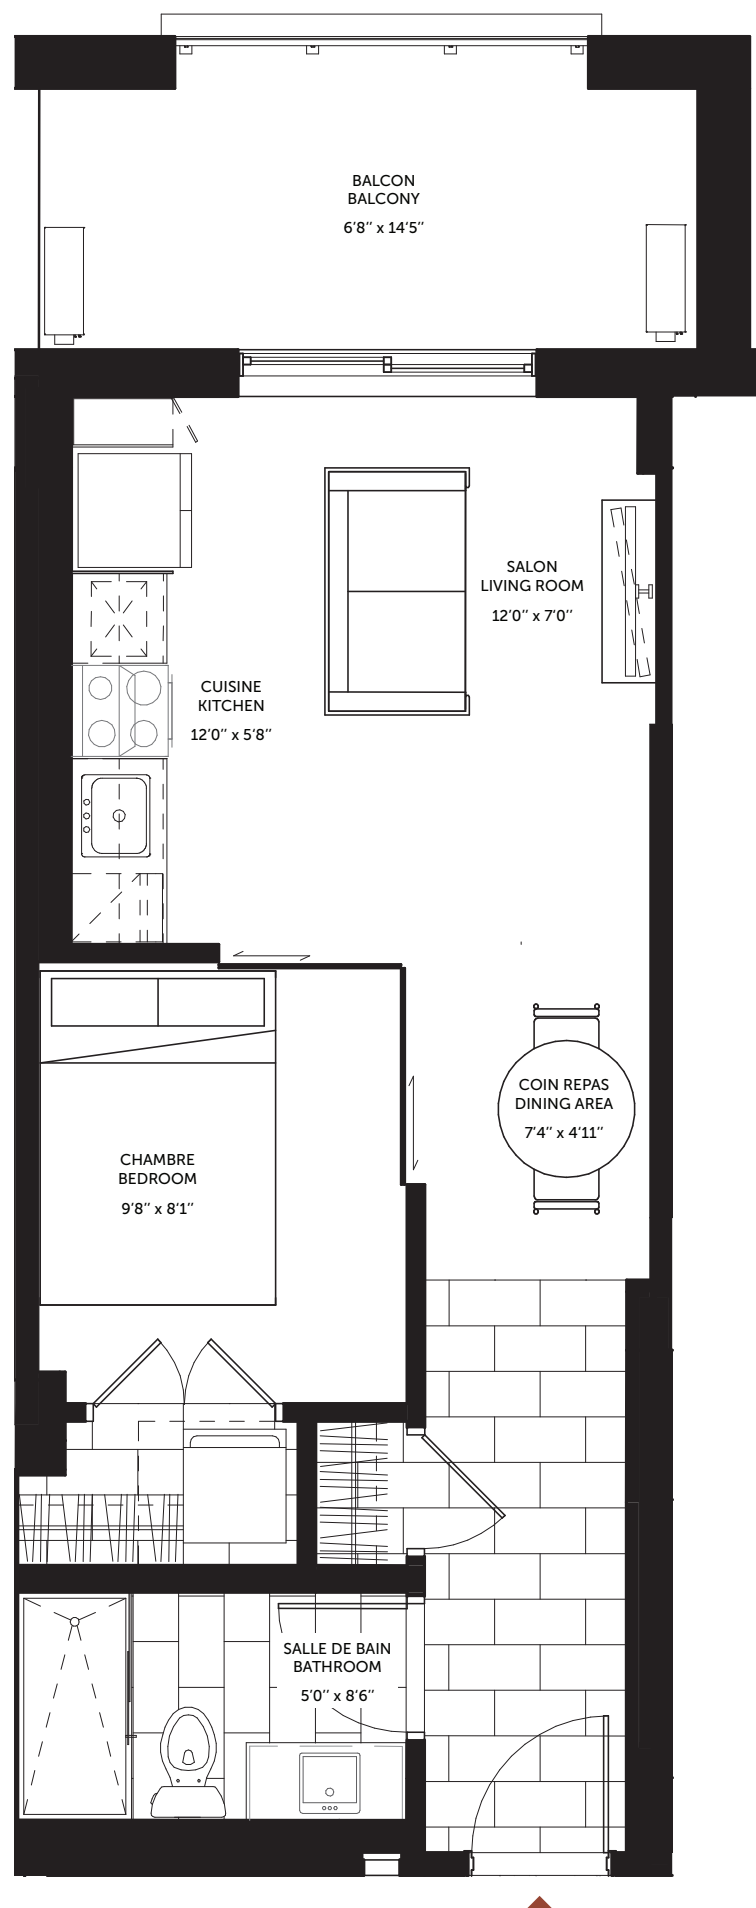 BALCON
BALCONY
6’8’’ x 14’5’’
SALON
LIVING ROOM
12’0’’ x 7’0’’
CUISINE
KITCHEN
12’0’’ x 5’8’’
COIN REPAS
DINING AREA
7’4’’ x 4’11’’
CHAMBRE
BEDROOM
9’8’’ x 8’1’’
SALLE DE BAIN
BATHROOM
5’0’’ x 8’6’’